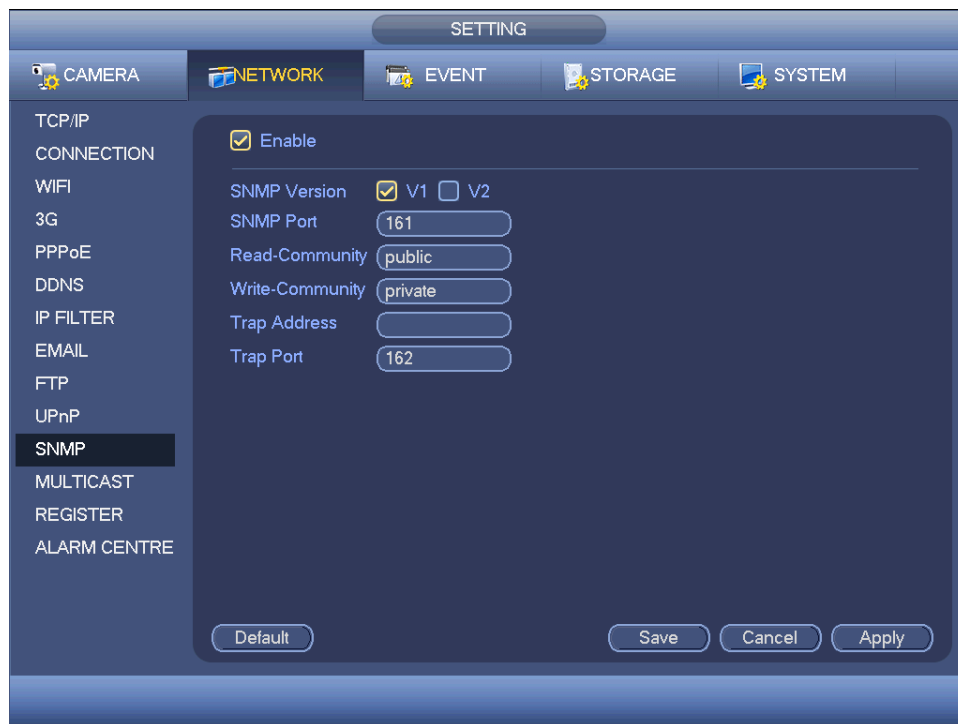 SETTING
CAMERA NETWORK EVENT STORAGE SYSTEM
TCP/IP
CONNECTION
WIFI
3G
PPPoE
DDNS
IP FILTER
EMAIL
FTP
UPnP
SNMP
MULTICAST
REGISTER
ALARM CENTRE
Enable
SNMP Version V1 V2
SNMP Port 161
Read-Community public
Write-Community private
Trap Address
Trap Port 162
Default Save Cancel Apply